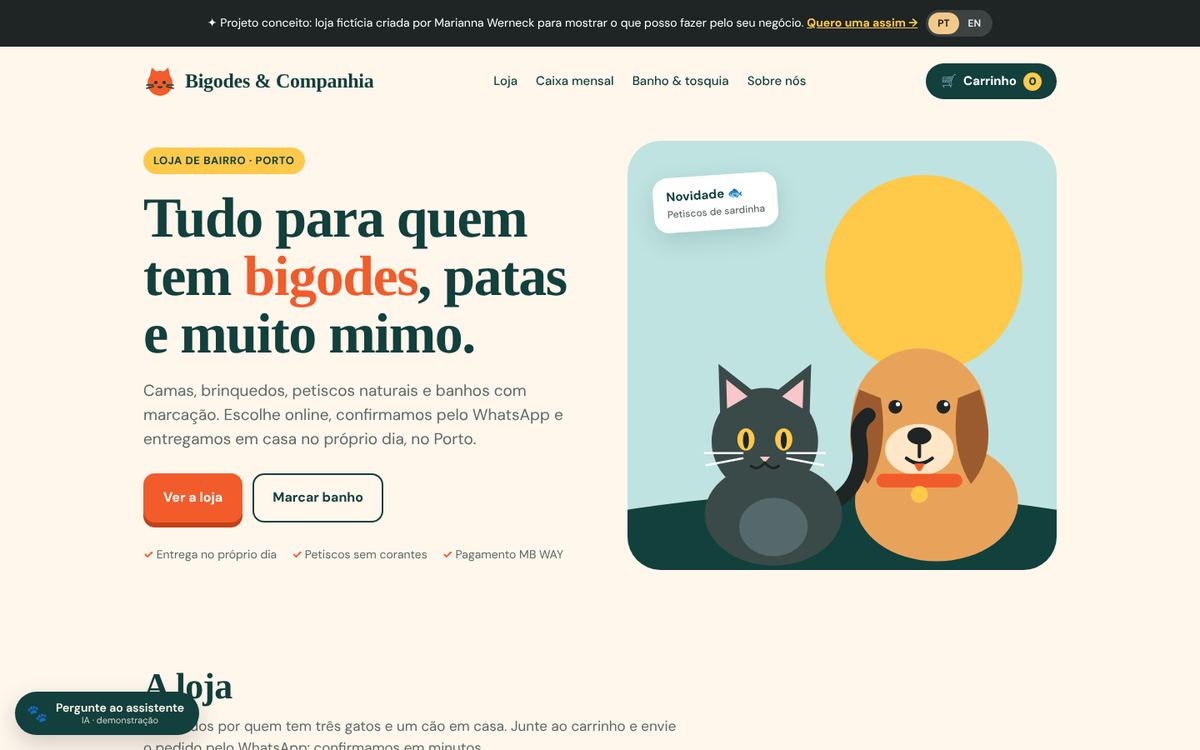 ✦ Projeto conceito: loja fictícia criada por Marianna Werneck para mostrar o que posso fazer pelo seu negócio. Quero uma assim → PT EN
Bigodes & Companhia
Loja Caixa mensal Banho & tosquia Sobre nós
🛒 Carrinho 0
LOJA DE BAIRRO · PORTO
Tudo para quem
tem bigodes, patas
e muito mimo.
Camas, brinquedos, petiscos naturais e banhos com
marcação. Escolhe online, confirmamos pelo WhatsApp e
entregamos em casa no próprio dia, no Porto.
Ver a loja Marcar banho
✓ Entrega no próprio dia ✓ Petiscos sem corantes ✓ Pagamento MB WAY
Novidade 🐟
Petiscos de sardinha
A loja
por quem tem três gatos e um cão em casa. Junte ao carrinho e envie
o pedido pelo WhatsApp: confirmamos em minutos.
🐾 Pergunte ao assistente
IA · demonstração